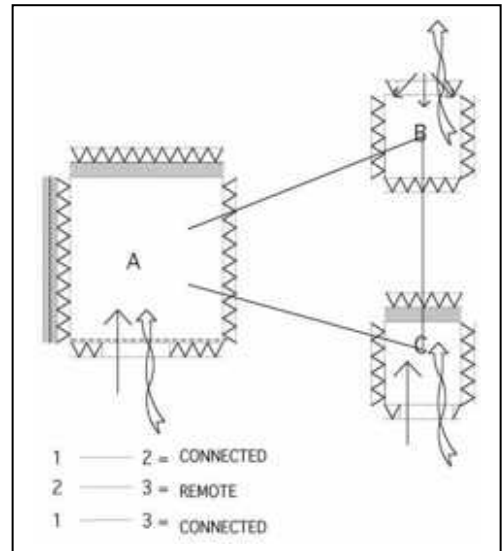 B
A
C
1 2 = CONNECTED
2 3 = REMOTE
1 3 = CONNECTED